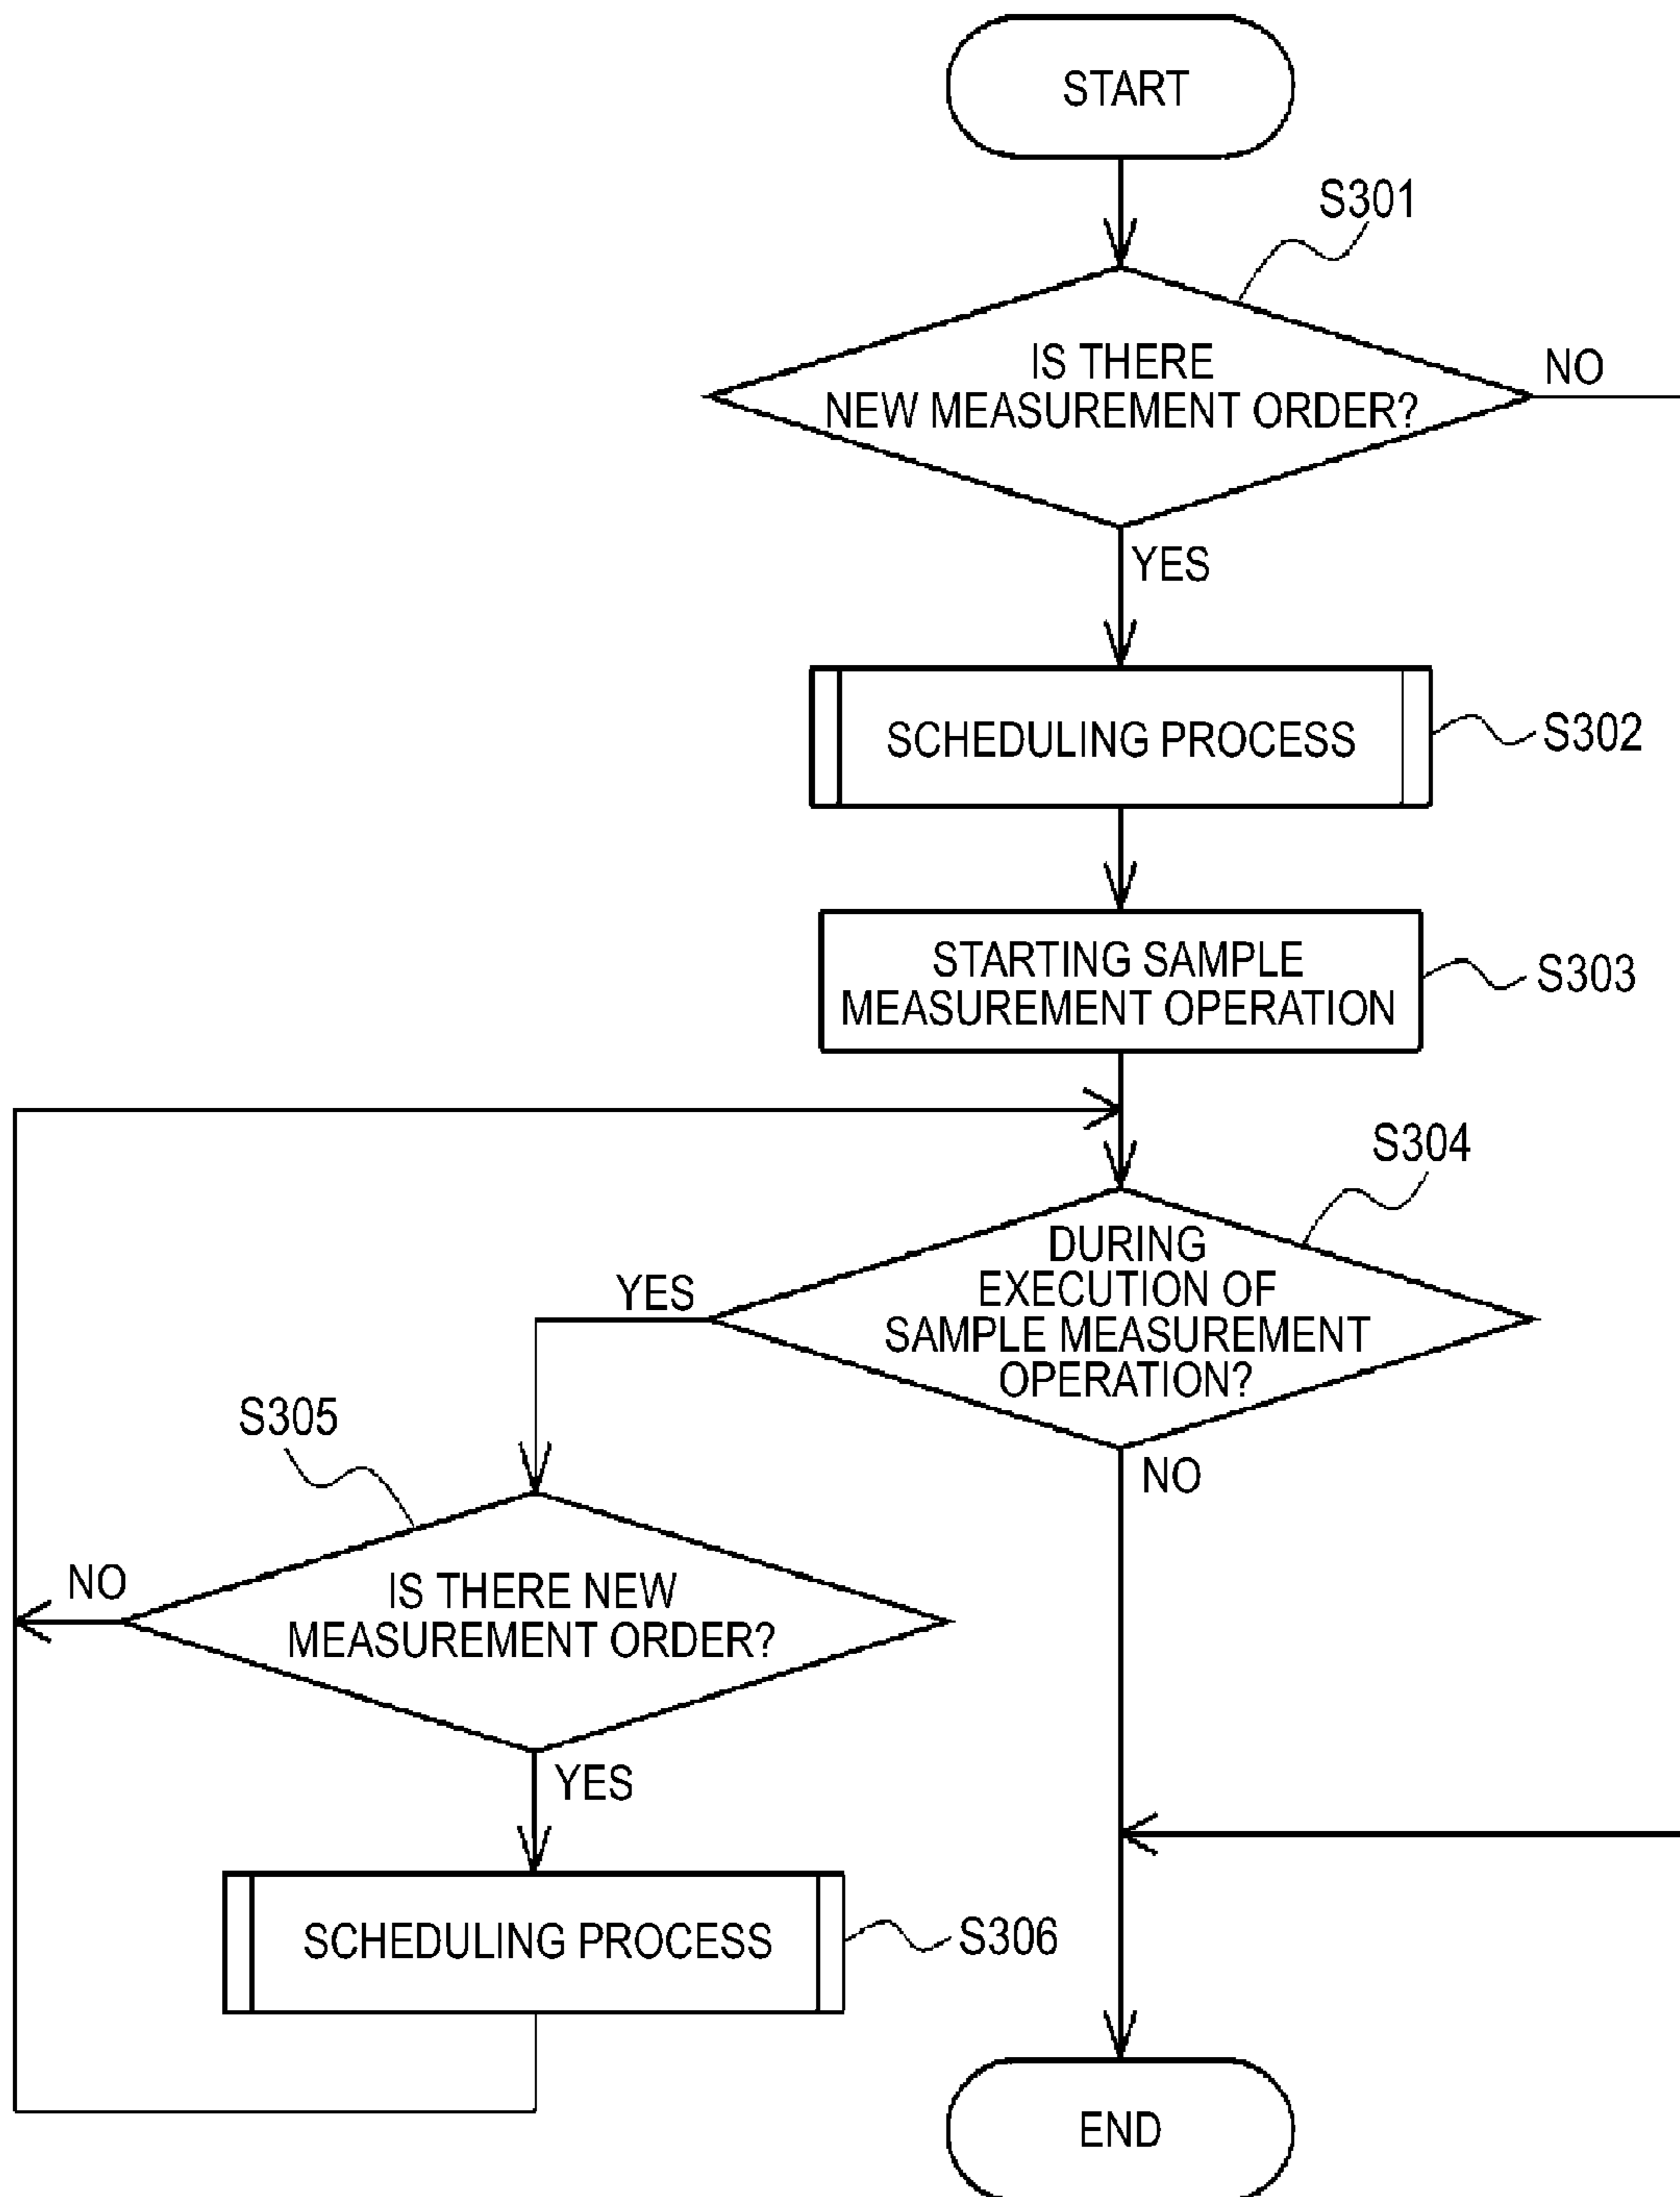 START
S301
IS THERE
NEW MEASUREMENT ORDER?
NO
YES
SCHEDULING PROCESS
S302
STARTING SAMPLE
MEASUREMENT OPERATION
S303
S304
DURING
EXECUTION OF
SAMPLE MEASUREMENT
OPERATION?
YES
NO
S305
IS THERE NEW
MEASUREMENT ORDER?
NO
YES
SCHEDULING PROCESS
S306
END